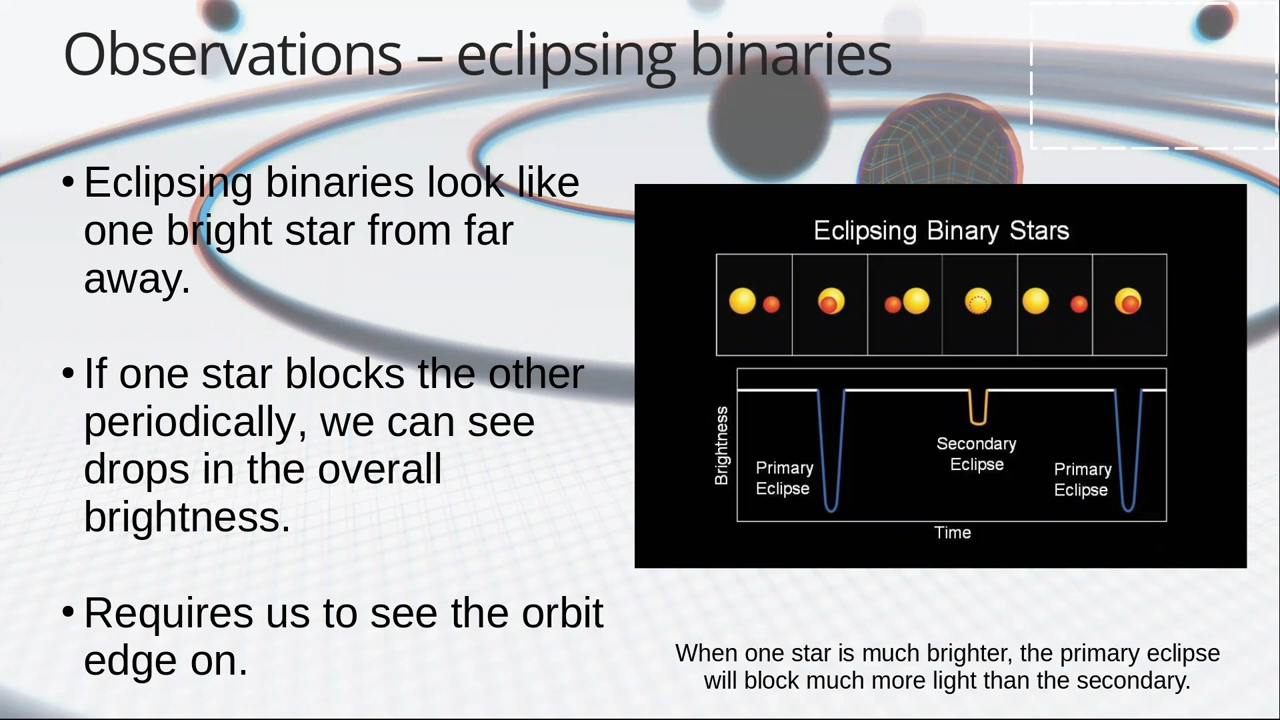 Observations – eclipsing binaries
• Eclipsing binaries look like
one bright star from far
away.
• If one star blocks the other
periodically, we can see
drops in the overall
brightness.
• Requires us to see the orbit
edge on.
Eclipsing Binary Stars
Brightness
Primary
Eclipse
Secondary
Eclipse
Primary
Eclipse
Time
When one star is much brighter, the primary eclipse
will block much more light than the secondary.